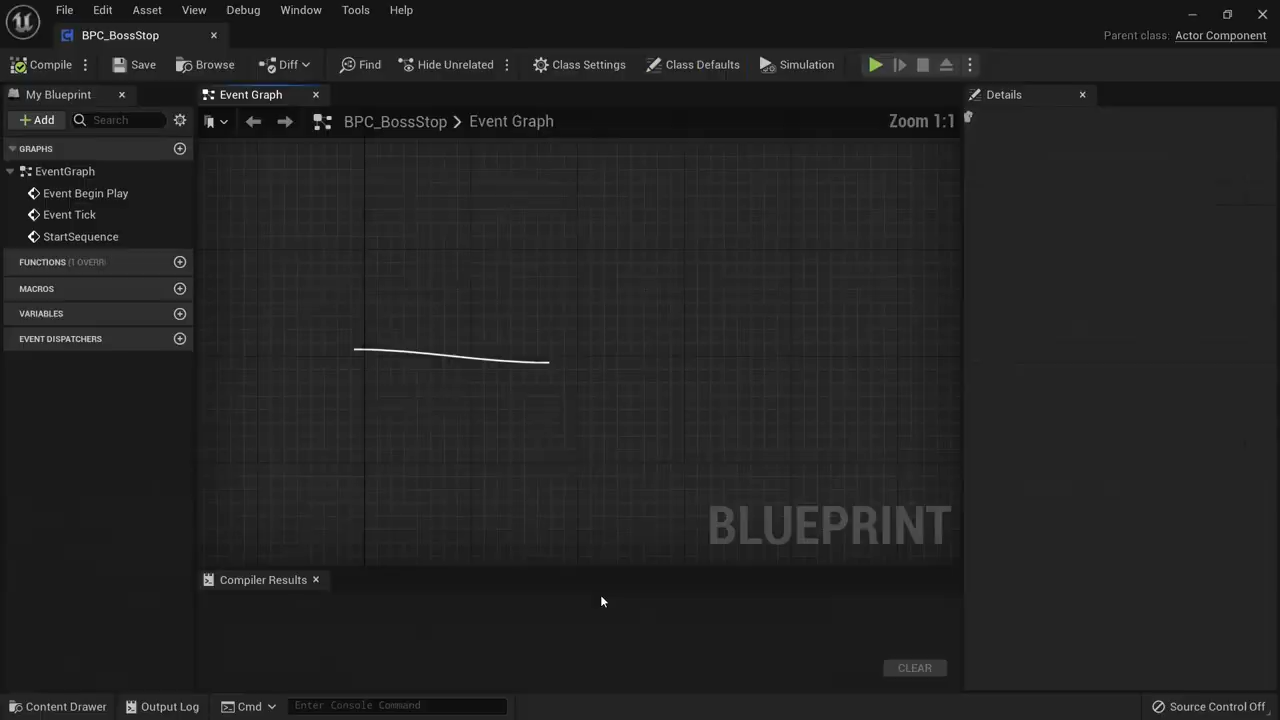 File Edit Asset View Debug Window Tools Help
BPC_BossStop
Parent class: Actor Component
Compile Save Browse Diff Find Hide Unrelated Class Settings Class Defaults Simulation
My Blueprint
Event Graph
Details
Add
Search
BPC_BossStop > Event Graph
Zoom 1:1
GRAPHS
EventGraph
Event Begin Play
Event Tick
StartSequence
FUNCTIONS (1 OVERRI
MACROS
VARIABLES
EVENT DISPATCHERS
BLUEPRINT
Compiler Results
CLEAR
Content Drawer Output Log Cmd Enter Console Command Source Control Off